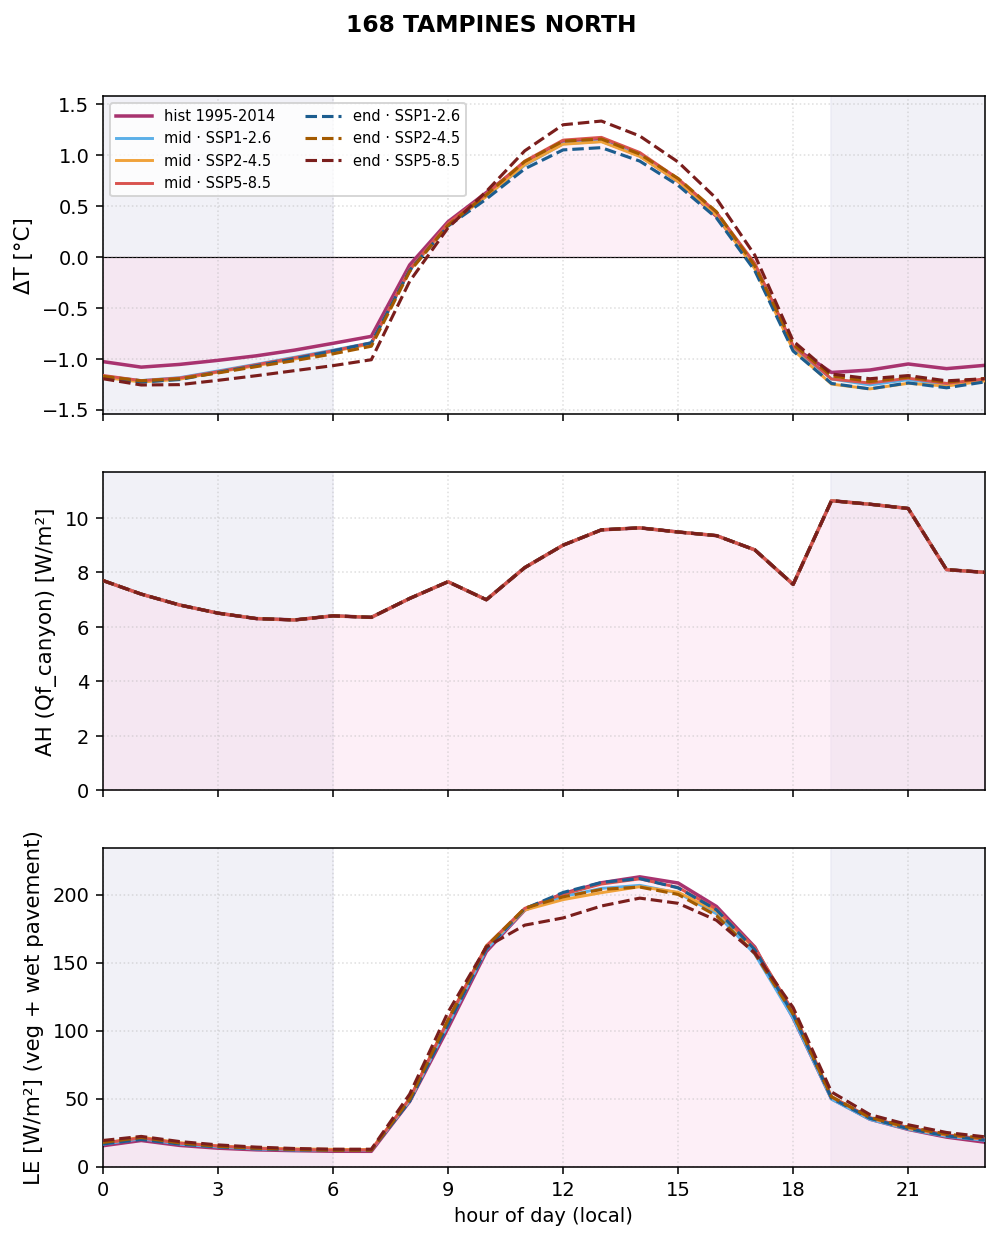 168 TAMPINES NORTH
hist 1995-2014
mid · SSP1-2.6
mid · SSP2-4.5
mid · SSP5-8.5
end · SSP1-2.6
end · SSP2-4.5
end · SSP5-8.5
ΔT [°C]
1.5
1.0
0.5
0.0
−0.5
−1.0
−1.5
AH (Qf_canyon) [W/m²]
10
8
6
4
2
0
LE [W/m²] (veg + wet pavement)
200
150
100
50
0
0 3 6 9 12 15 18 21
hour of day (local)